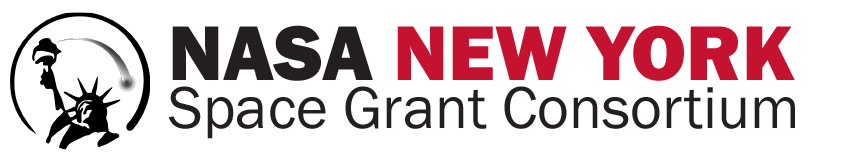 NASA NEW YORK
Space Grant Consortium